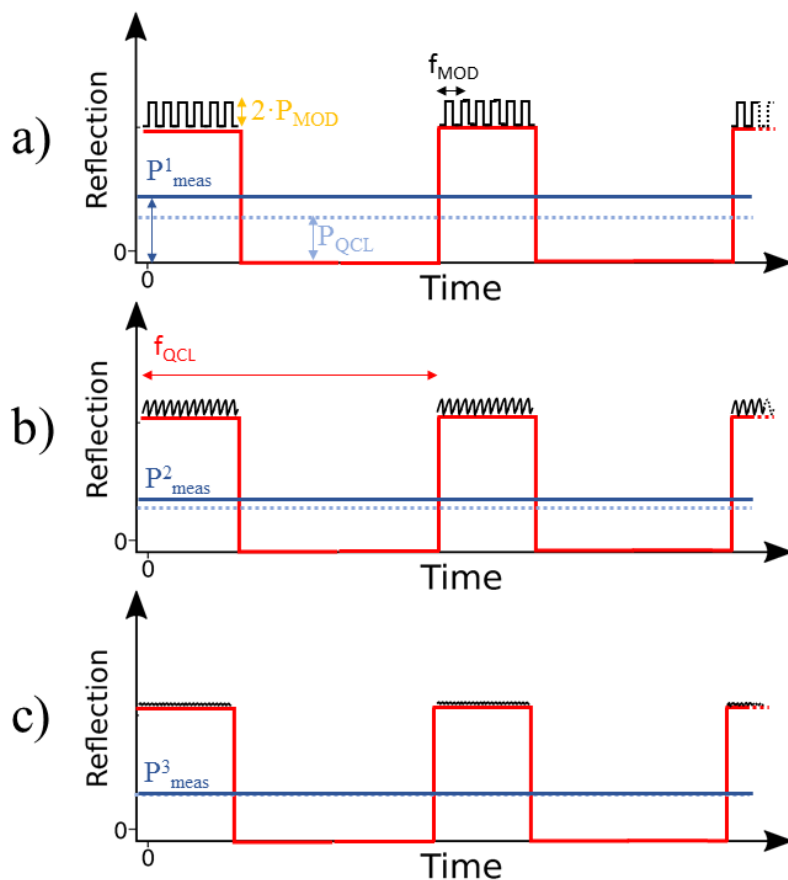 a)
Reflection
2·P_MOD
f_MOD
P^1_meas
P_QCL
0
0
Time
b)
Reflection
f_QCL
P^2_meas
0
0
Time
c)
Reflection
P^3_meas
0
0
Time